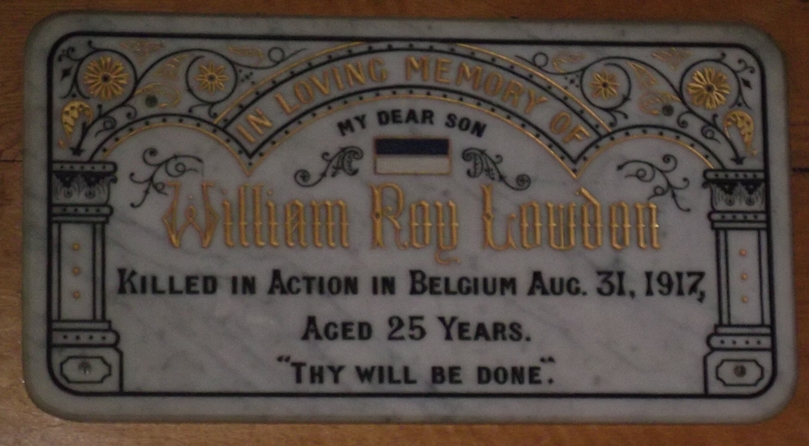 IN LOVING MEMORY OF
MY DEAR SON
William Roy Lowdon
KILLED IN ACTION IN BELGIUM AUG. 31, 1917,
AGED 25 YEARS.
"THY WILL BE DONE".